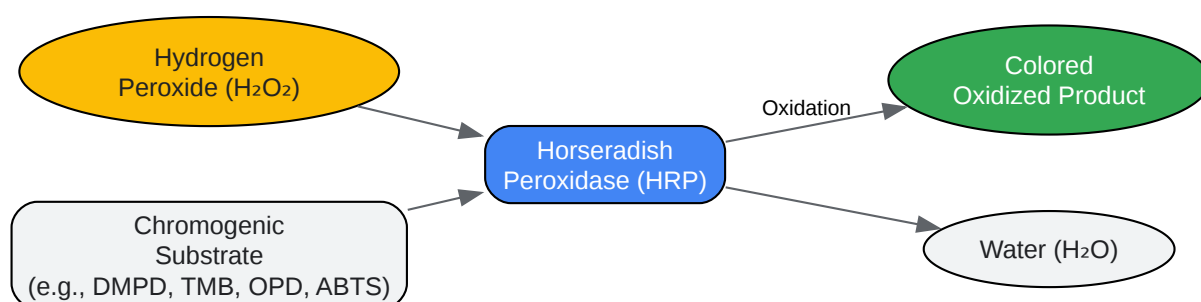 Hydrogen
Peroxide (H₂O₂)
Chromogenic
Substrate
(e.g., DMPD, TMB, OPD, ABTS)
Horseradish
Peroxidase (HRP)
Oxidation
Colored
Oxidized Product
Water (H₂O)